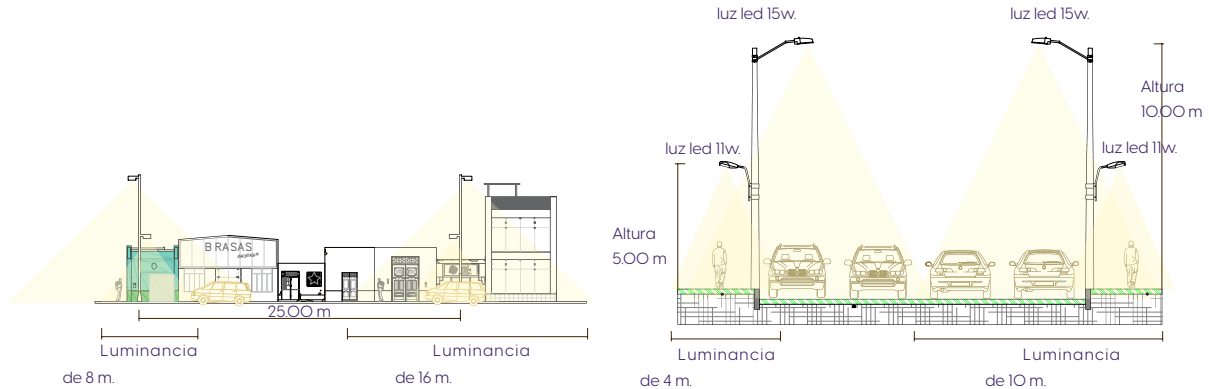 luz led 15w.
luz led 15w.
Altura
10.00 m
luz led 11w.
luz led 11w.
Altura
5.00 m
B RASAS
25.00 m
Luminancia
de 8 m.
Luminancia
de 16 m.
Luminancia
de 4 m.
Luminancia
de 10 m.